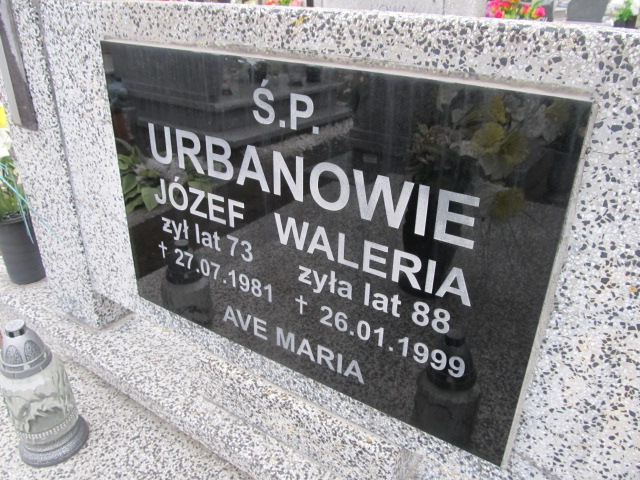 Ś.P.
URBANOWIE
JÓZEF WALERIA
żył lat 73 żyła lat 88
† 27.07.1981 † 26.01.1999
AVE MARIA